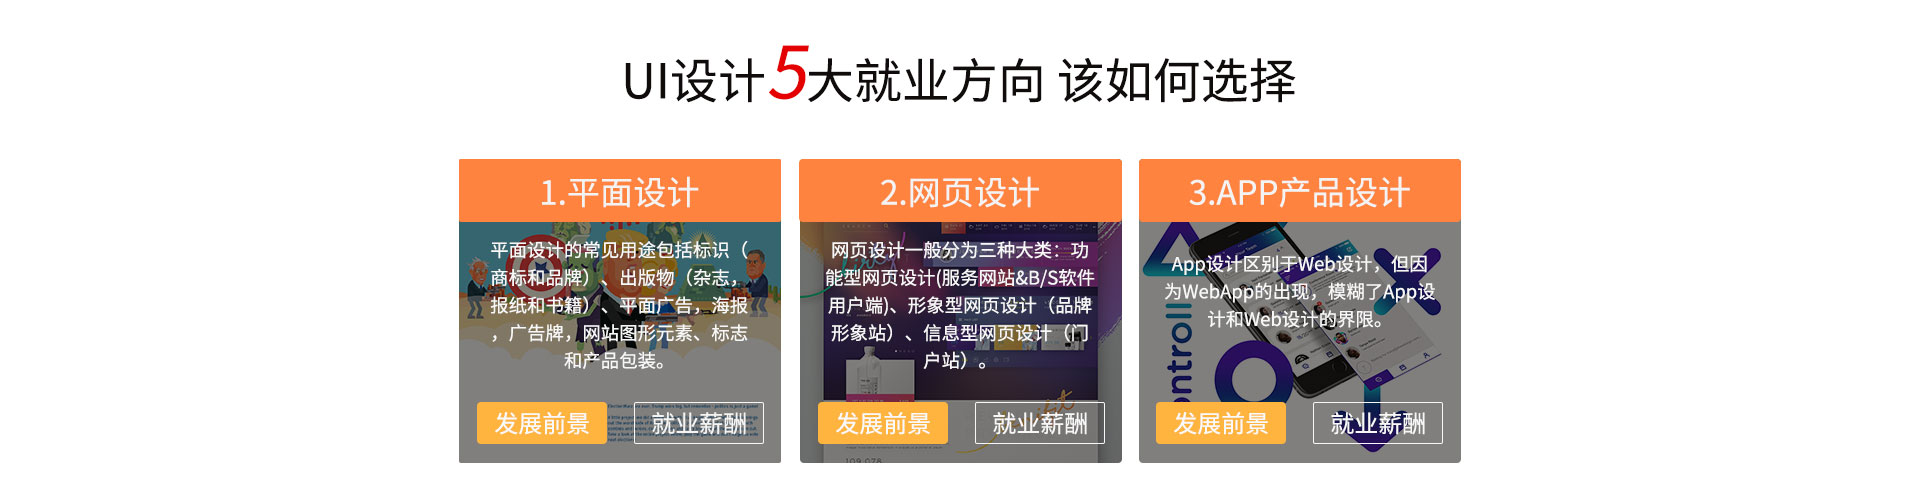 UI设计5大就业方向 该如何选择
1.平面设计
平面设计的常见用途包括标识（
商标和品牌）、出版物（杂志，
报纸和书籍）、平面广告，海报
，广告牌，网站图形元素、标志
和产品包装。
发展前景 就业薪酬
2.网页设计
网页设计一般分为三种大类：功
能型网页设计(服务网站&B/S软件
用户端)、形象型网页设计（品牌
形象站）、信息型网页设计（门
户站）。
发展前景 就业薪酬
109.078
3.APP产品设计
App设计区别于Web设计，但因
为WebApp的出现，模糊了App设
计和Web设计的界限。
ontroll
发展前景 就业薪酬